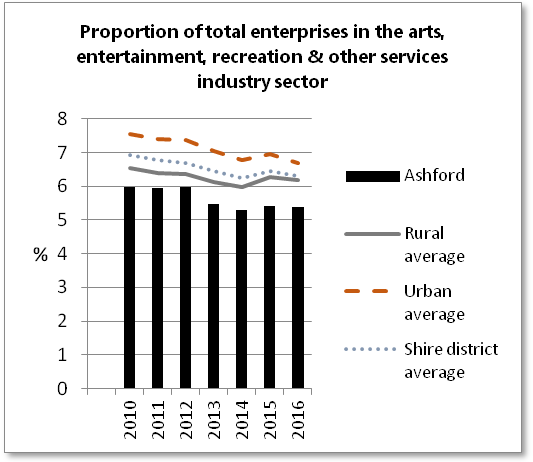 Proportion of total enterprises in the arts,
entertainment, recreation & other services
industry sector
8
7
6
5
4
3
2
1
0
%
2010
2011
2012
2013
2014
2015
2016
Ashford
Rural
average
Urban
average
Shire district
average